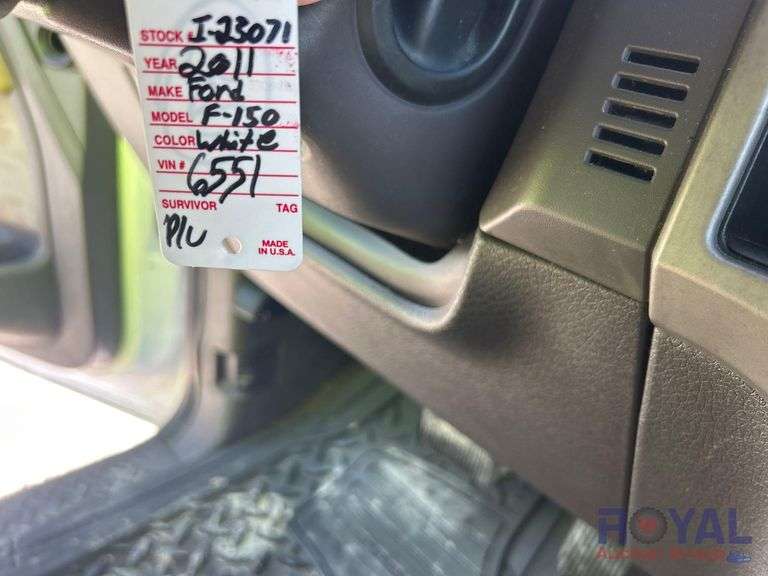 STOCK # I-23071
YEAR 2011
MAKE Ford
MODEL F-150
COLOR White
VIN # 6551
SURVIVOR TAG
P/U
MADE
IN U.S.A.
ROYAL